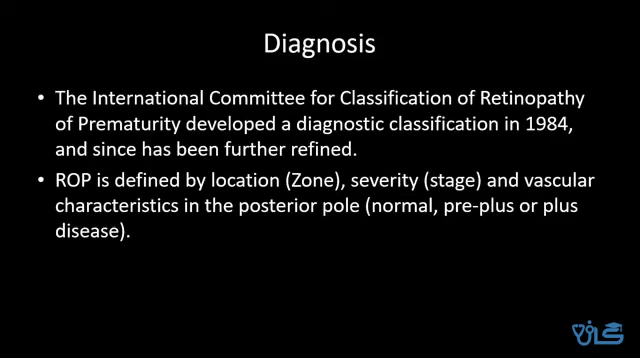 Diagnosis
• The International Committee for Classification of Retinopathy
of Prematurity developed a diagnostic classification in 1984,
and since has been further refined.
• ROP is defined by location (Zone), severity (stage) and vascular
characteristics in the posterior pole (normal, pre-plus or plus
disease).